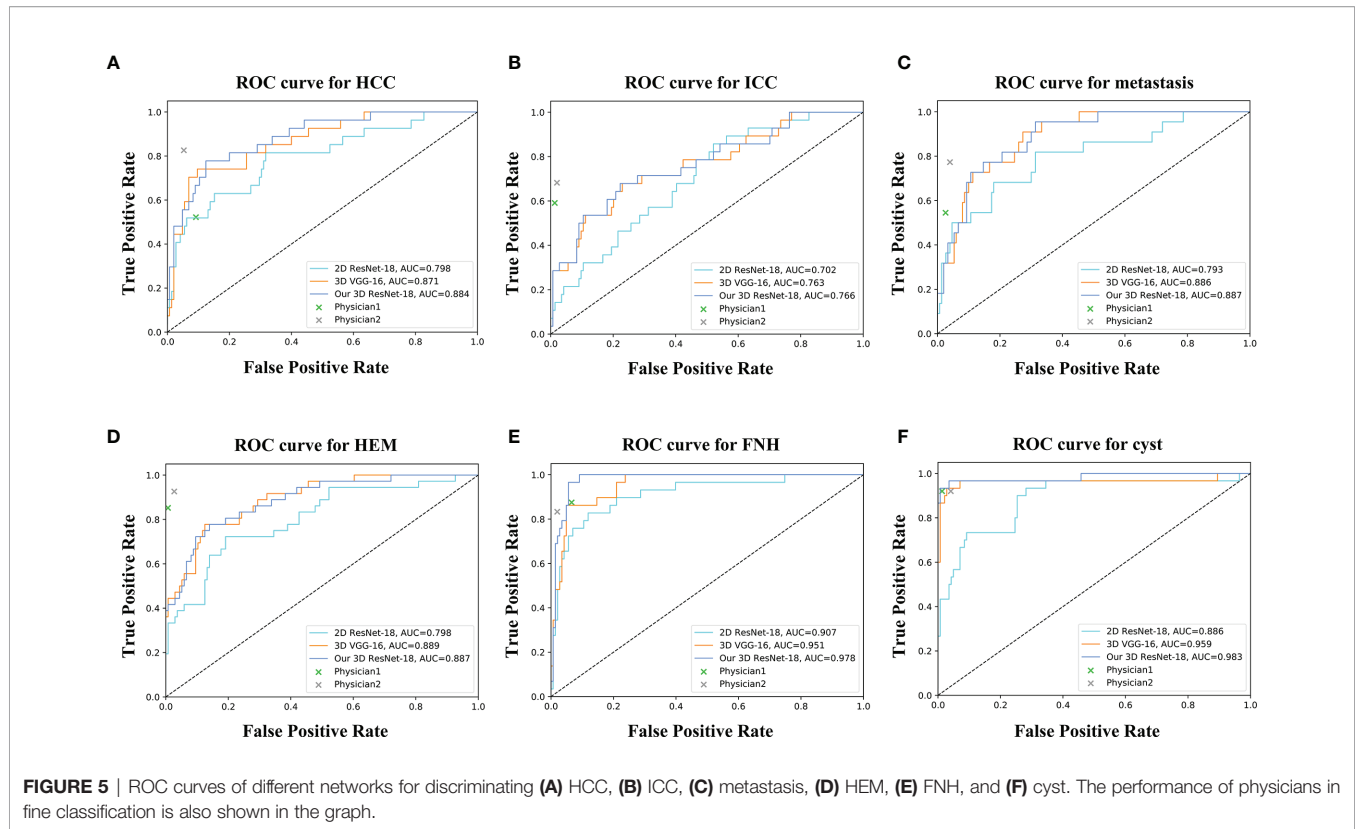 A
ROC curve for HCC
1.0
0.8
0.6
0.4
0.2
0.0
0.0 0.2 0.4 0.6 0.8 1.0
True Positive Rate
False Positive Rate
2D ResNet-18, AUC=0.798
3D VGG-16, AUC=0.871
Our 3D ResNet-18, AUC=0.884
Physician1
Physician2
B
ROC curve for ICC
1.0
0.8
0.6
0.4
0.2
0.0
0.0 0.2 0.4 0.6 0.8 1.0
True Positive Rate
False Positive Rate
2D ResNet-18, AUC=0.702
3D VGG-16, AUC=0.763
Our 3D ResNet-18, AUC=0.766
Physician1
Physician2
C
ROC curve for metastasis
1.0
0.8
0.6
0.4
0.2
0.0
0.0 0.2 0.4 0.6 0.8 1.0
True Positive Rate
False Positive Rate
2D ResNet-18, AUC=0.793
3D VGG-16, AUC=0.886
Our 3D ResNet-18, AUC=0.887
Physician1
Physician2
D
ROC curve for HEM
1.0
0.8
0.6
0.4
0.2
0.0
0.0 0.2 0.4 0.6 0.8 1.0
True Positive Rate
False Positive Rate
2D ResNet-18, AUC=0.798
3D VGG-16, AUC=0.889
Our 3D ResNet-18, AUC=0.887
Physician1
Physician2
E
ROC curve for FNH
1.0
0.8
0.6
0.4
0.2
0.0
0.0 0.2 0.4 0.6 0.8 1.0
True Positive Rate
False Positive Rate
2D ResNet-18, AUC=0.907
3D VGG-16, AUC=0.951
Our 3D ResNet-18, AUC=0.978
Physician1
Physician2
F
ROC curve for cyst
1.0
0.8
0.6
0.4
0.2
0.0
0.0 0.2 0.4 0.6 0.8 1.0
True Positive Rate
False Positive Rate
2D ResNet-18, AUC=0.886
3D VGG-16, AUC=0.959
Our 3D ResNet-18, AUC=0.983
Physician1
Physician2
FIGURE 5 | ROC curves of different networks for discriminating (A) HCC, (B) ICC, (C) metastasis, (D) HEM, (E) FNH, and (F) cyst. The performance of physicians in
fine classification is also shown in the graph.